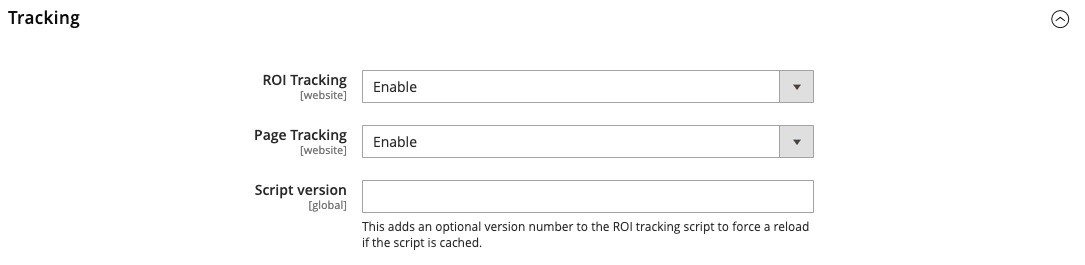 Tracking
ROI Tracking
[website]
Enable
Page Tracking
[website]
Enable
Script version
[global]
This adds an optional version number to the ROI tracking script to force a reload
if the script is cached.